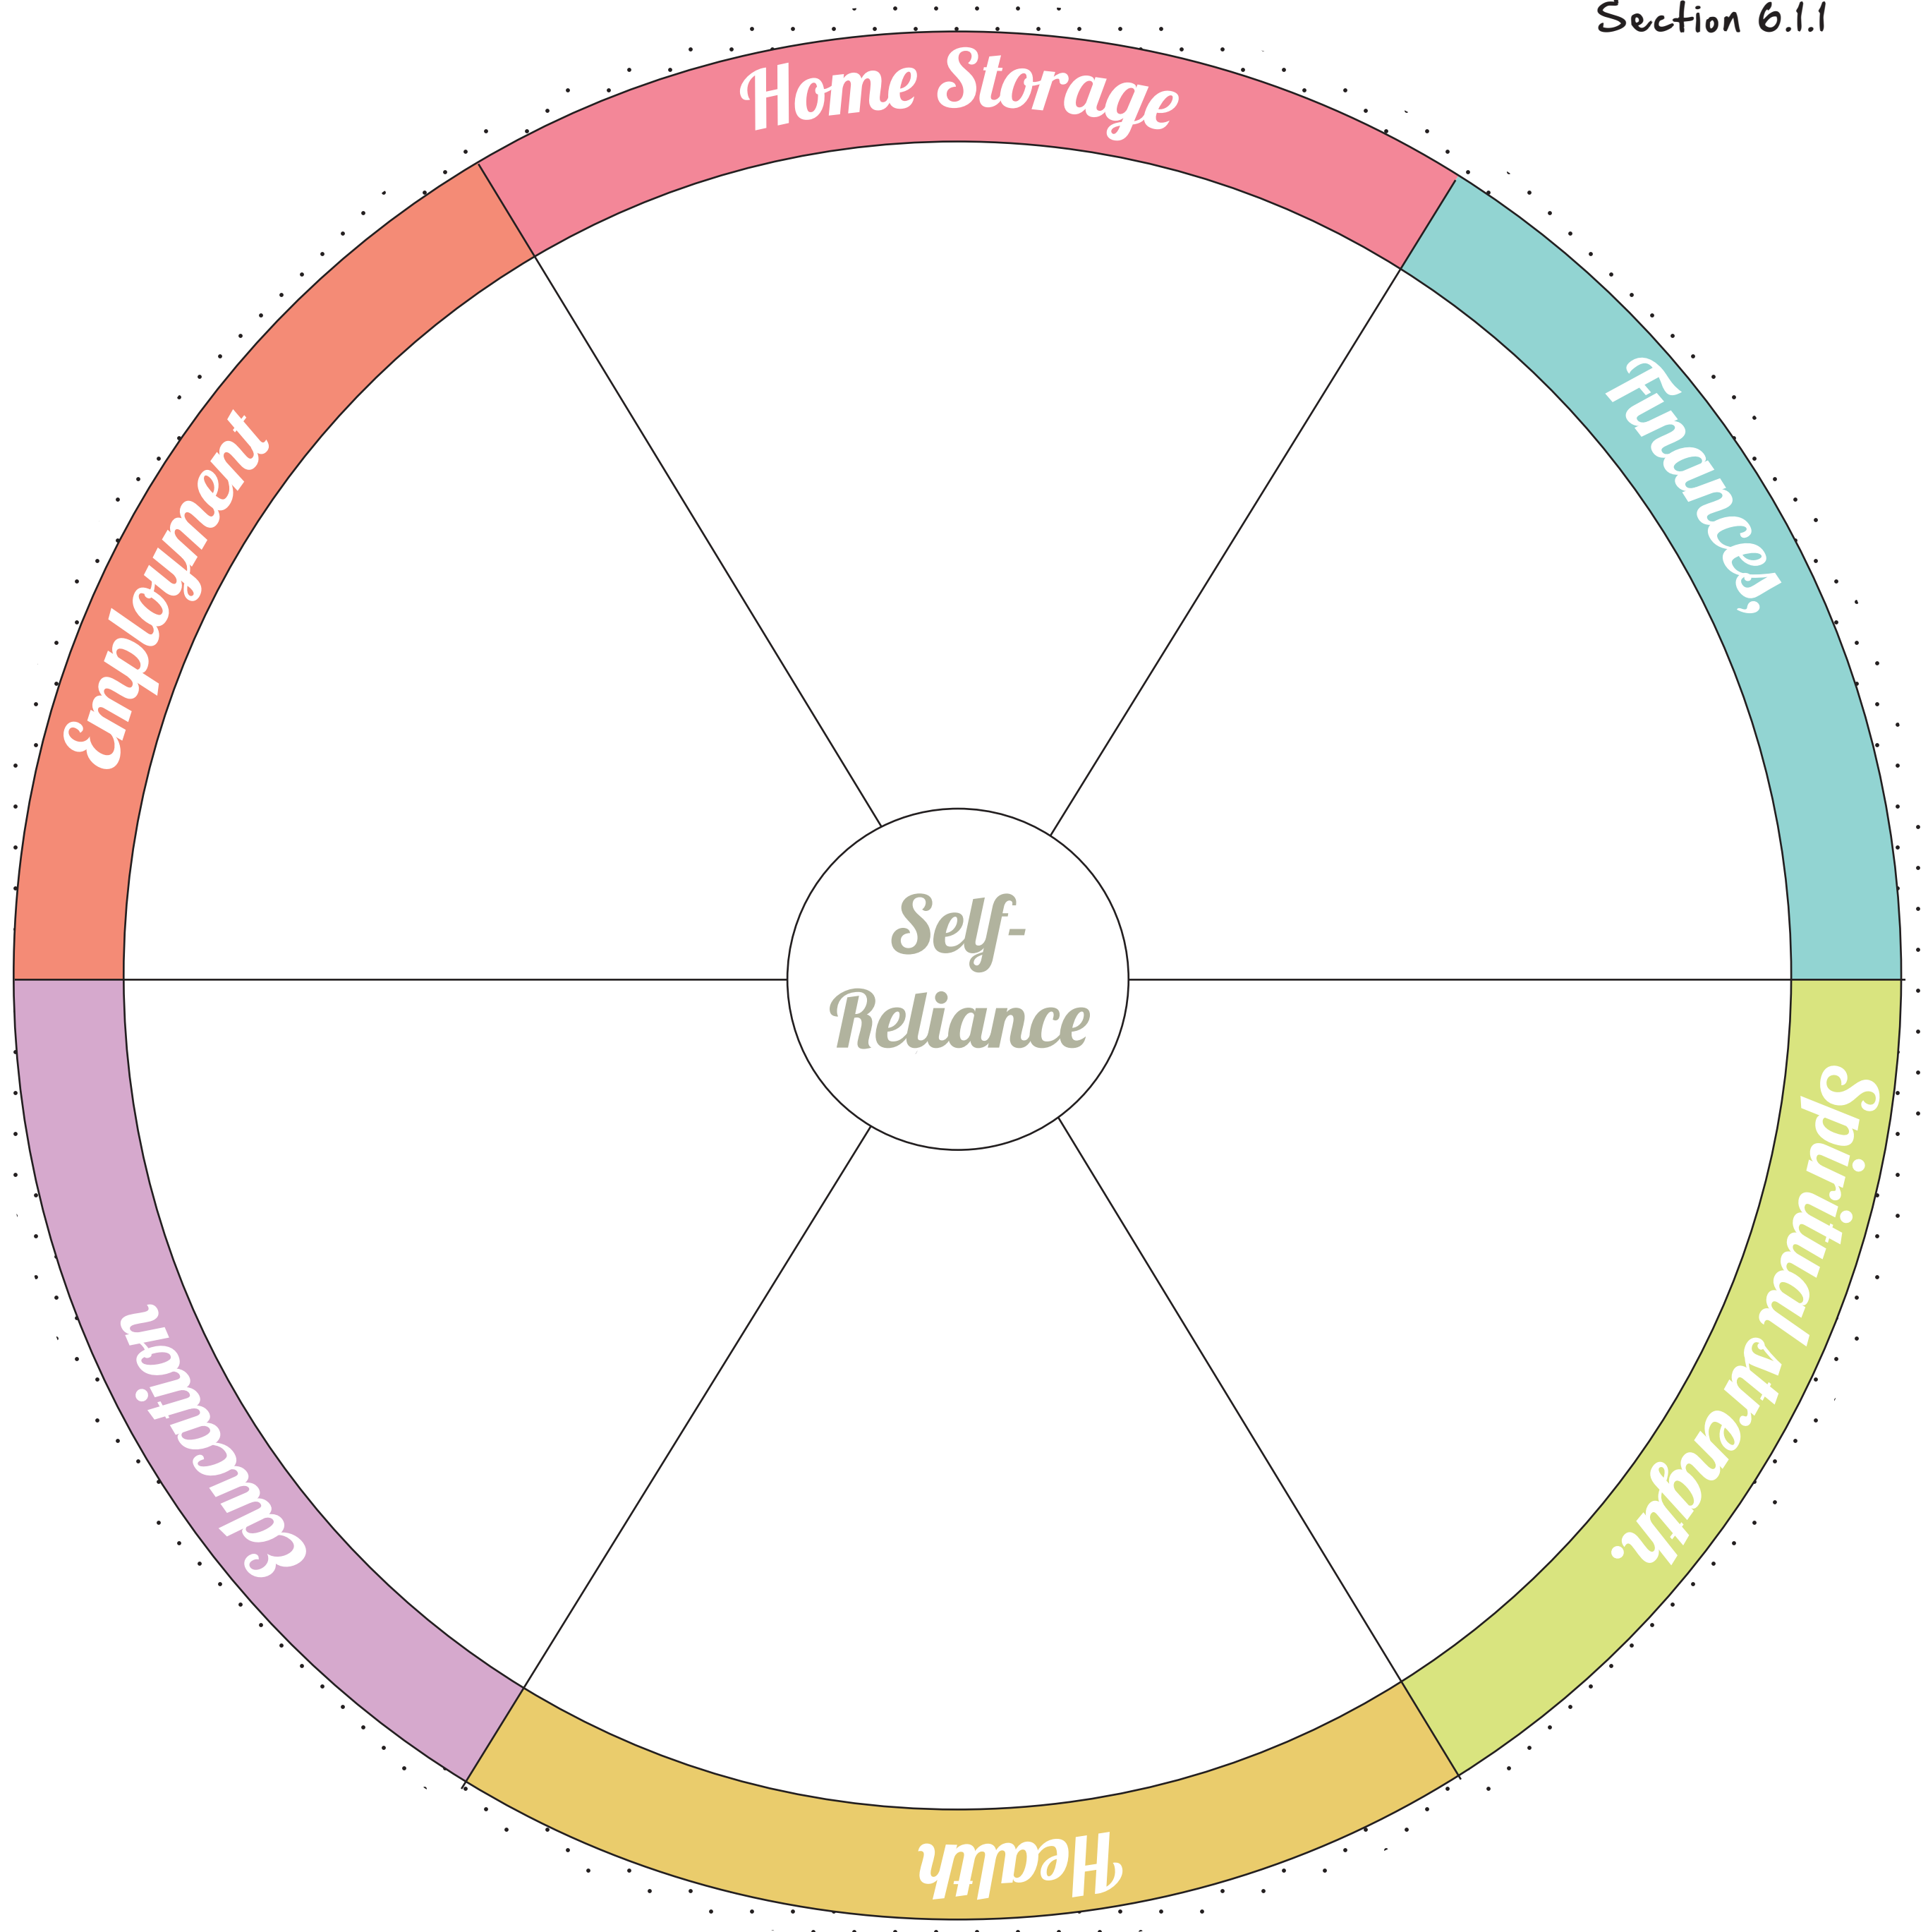 Section 6.1.1
Home Storage
Finances,
Spiritual strength.
Health
Education
Employment
Self-
Reliance